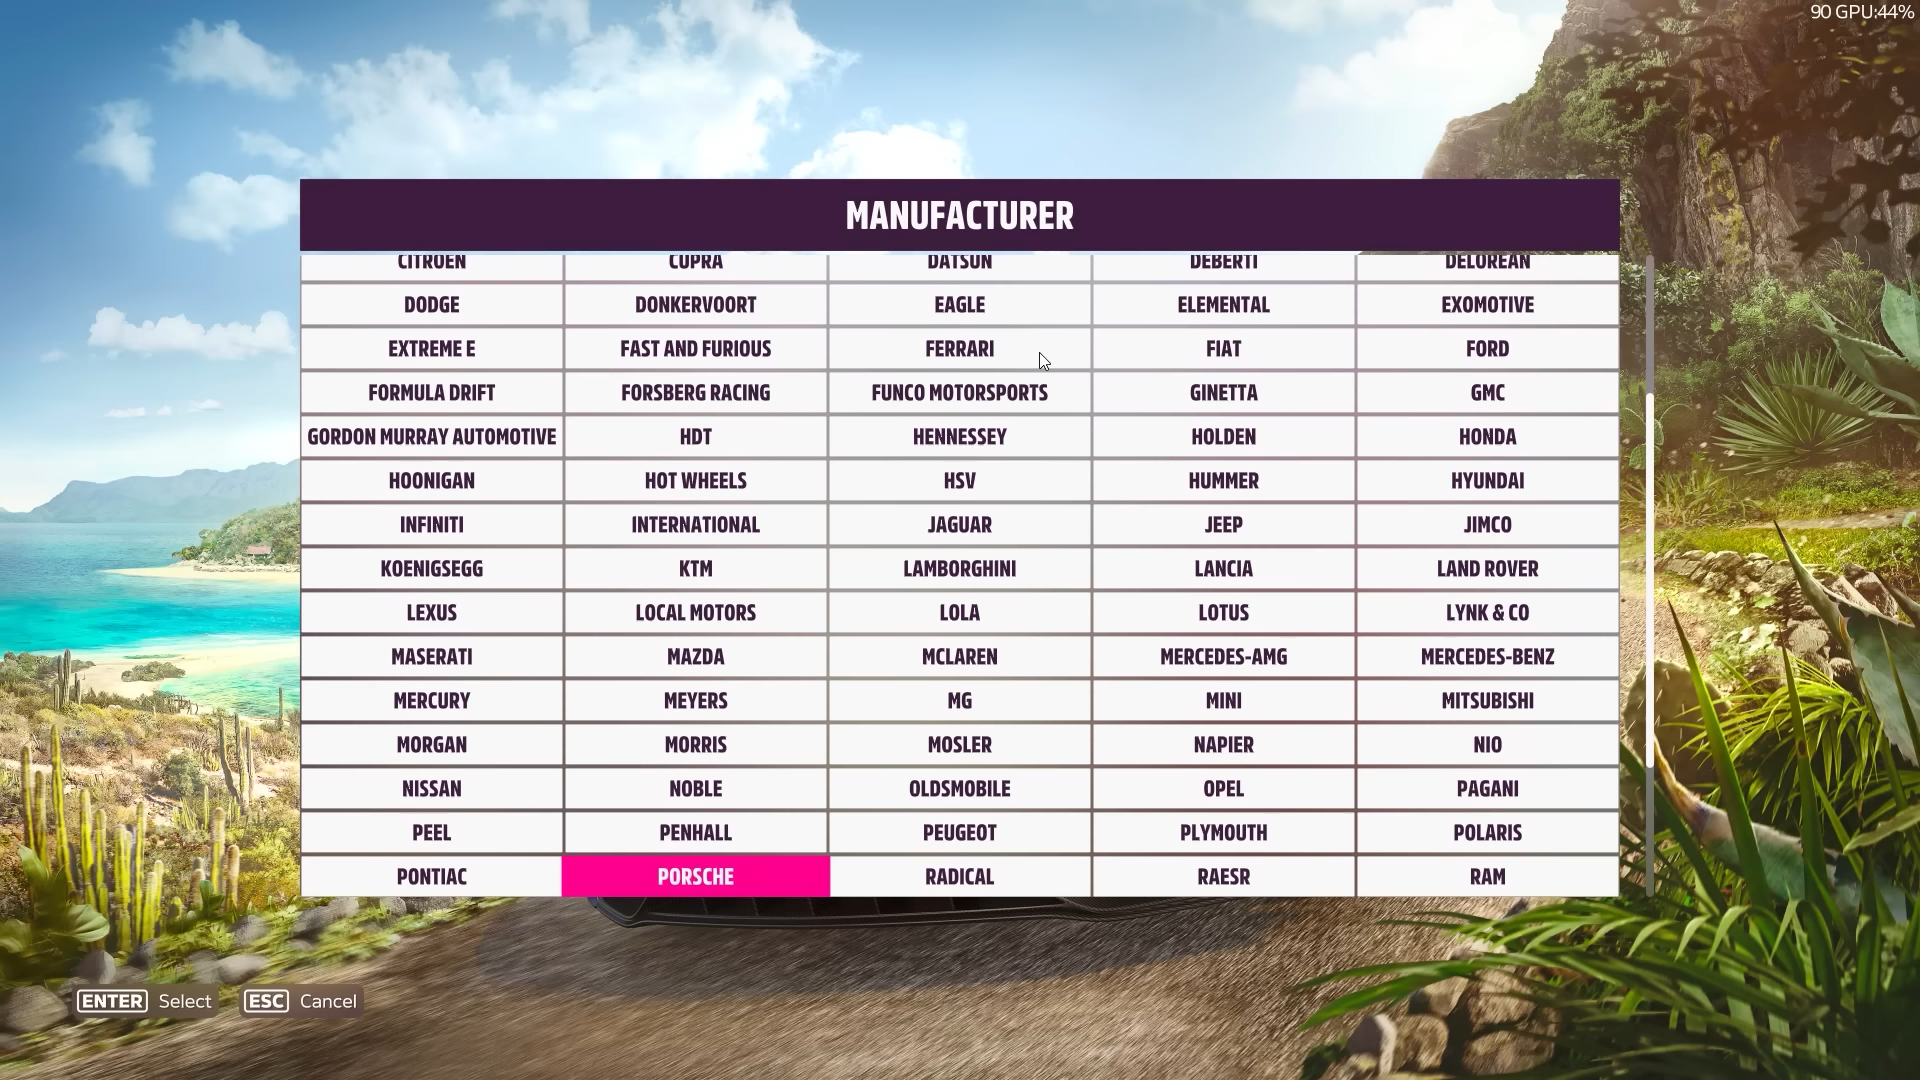 90 GPU:44%
MANUFACTURER
CITROËN CUPRA DATSUN DEBERTI DELOREAN
DODGE DONKERVOORT EAGLE ELEMENTAL EXOMOTIVE
EXTREME E FAST AND FURIOUS FERRARI FIAT FORD
FORMULA DRIFT FORSBERG RACING FUNCO MOTORSPORTS GINETTA GMC
GORDON MURRAY AUTOMOTIVE HDT HENNESSEY HOLDEN HONDA
HOONIGAN HOT WHEELS HSV HUMMER HYUNDAI
INFINITI INTERNATIONAL JAGUAR JEEP JIMCO
KOENIGSEGG KTM LAMBORGHINI LANCIA LAND ROVER
LEXUS LOCAL MOTORS LOLA LOTUS LYNK & CO
MASERATI MAZDA MCLAREN MERCEDES-AMG MERCEDES-BENZ
MERCURY MEYERS MG MINI MITSUBISHI
MORGAN MORRIS MOSLER NAPIER NIO
NISSAN NOBLE OLDSMOBILE OPEL PAGANI
PEEL PENHALL PEUGEOT PLYMOUTH POLARIS
PONTIAC PORSCHE RADICAL RAESR RAM
ENTER Select ESC Cancel